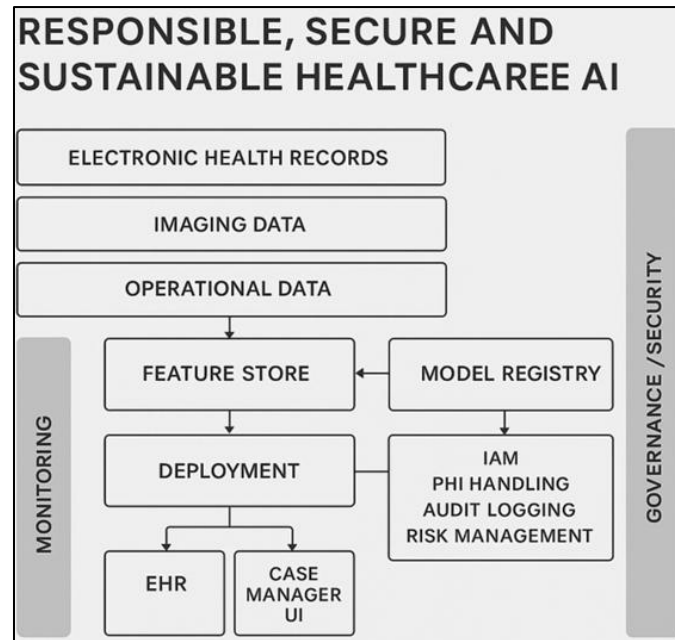 RESPONSIBLE, SECURE AND
SUSTAINABLE HEALTHCAREE AI
ELECTRONIC HEALTH RECORDS
IMAGING DATA
OPERATIONAL DATA
FEATURE STORE
MODEL REGISTRY
DEPLOYMENT
IAM
PHI HANDLING
AUDIT LOGGING
RISK MANAGEMENT
EHR
CASE
MANAGER
UI
MONITORING
GOVERNANCE /SECURITY